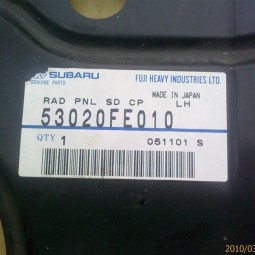 SUBARU FUJI HEAVY INDUSTRIES LTD.
GENUINE PARTS MADE IN JAPAN
RAD PNL SD CP LH
53020FE010
QTY 1 051101 S
2010/03